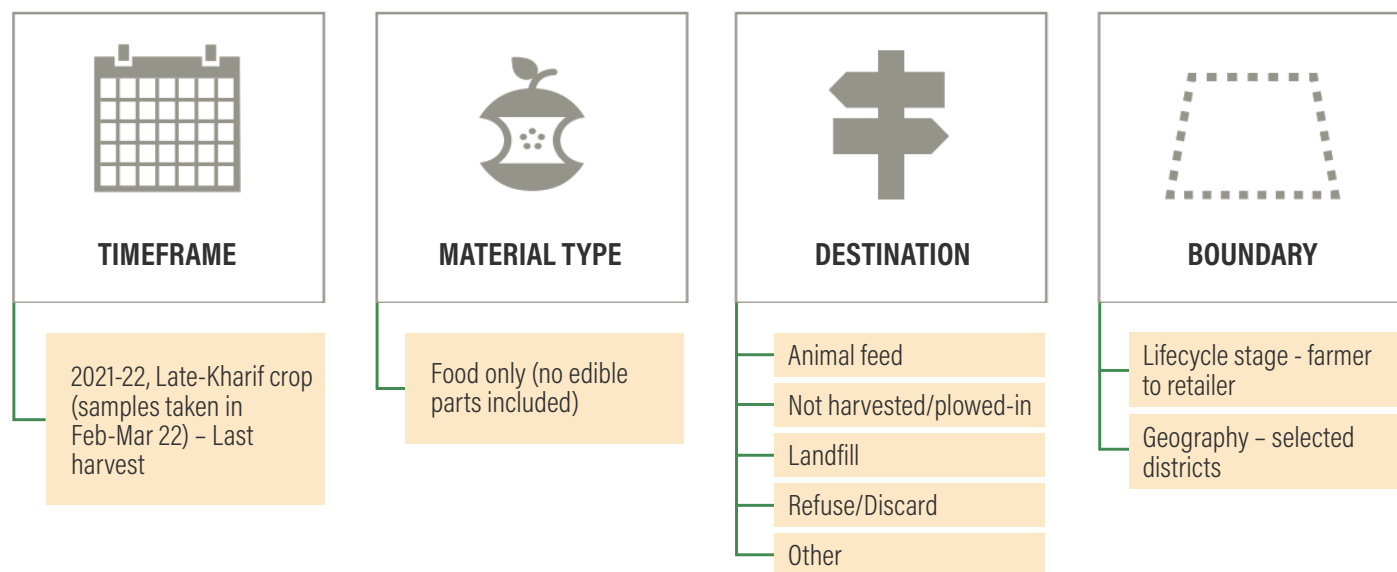 TIMEFRAME
2021-22, Late-Kharif crop
(samples taken in
Feb-Mar 22) – Last
harvest
MATERIAL TYPE
Food only (no edible
parts included)
DESTINATION
Animal feed
Not harvested/plowed-in
Landfill
Refuse/Discard
Other
BOUNDARY
Lifecycle stage - farmer
to retailer
Geography – selected
districts